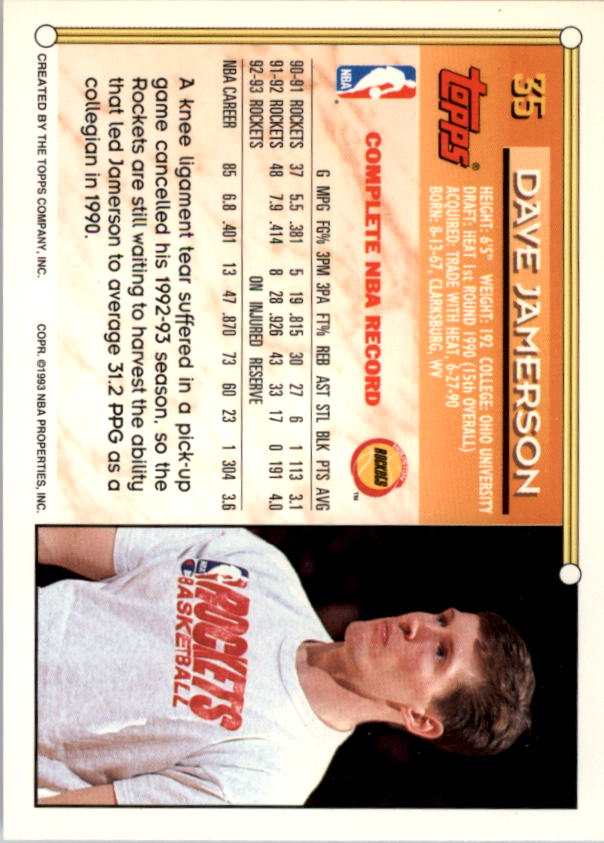 35
DAVE JAMERSON
TOPPS®
HEIGHT: 6'5" WEIGHT: 192 COLLEGE: OHIO UNIVERSITY
DRAFT: HEAT 1st ROUND 1990 (15th OVERALL)
ACQUIRED: TRADE WITH HEAT, 6-27-90
BORN: 8-13-67, CLARKSBURG, WV
NBA
COMPLETE NBA RECORD
HOUSTON
ROCKETS
TM
G MPG FG% 3PM 3PA FT% REB AST STL BLK PTS AVG
90-91 ROCKETS 37 5.5 .381 5 19 .815 30 27 6 1 113 3.1
91-92 ROCKETS 48 7.9 .414 8 28 .926 43 33 17 0 191 4.0
92-93 ROCKETS ON INJURED RESERVE
NBA CAREER 85 6.8 .401 13 47 .870 73 60 23 1 304 3.6
A knee ligament tear suffered in a pick-up
game cancelled his 1992-93 season, so the
Rockets are still waiting to harvest the ability
that led Jamerson to average 31.2 PPG as a
collegian in 1990.
CREATED BY THE TOPPS COMPANY, INC. COPR. ©1993 NBA PROPERTIES, INC.
ROCKETS
BASKETBALL